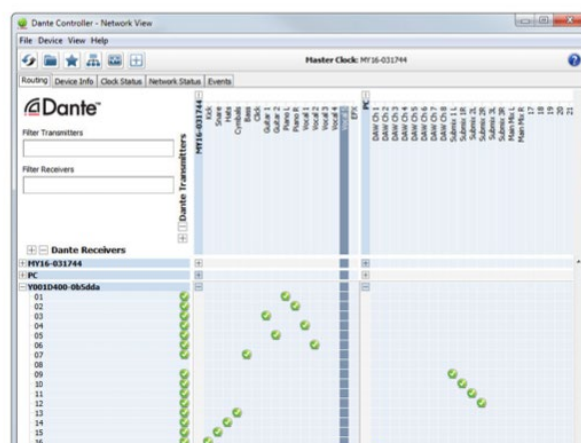 Dante Controller - Network View
File Device View Help
Master Clock: MY16-031744
Routing Device Info Clock Status Network Status Events
Dante™
Filter Transmitters
Filter Receivers
Dante Transmitters
MY16-031744
Kick
Snare
Hats
Cymbals
Bass
Click
Guitar 1
Guitar 2
Piano L
Piano R
Vocal 1
Vocal 2
Vocal 3
Vocal 4
EFX
PC
DAW Ch 1
DAW Ch 2
DAW Ch 3
DAW Ch 4
DAW Ch 5
DAW Ch 6
DAW Ch 7
DAW Ch 8
Submix 1 L
Submix 1R
Submix 2L
Submix 2R
Submix 3L
Submix 3R
Main Mix L
Main Mix R
17
18
19
20
21
Dante Receivers
MY16-031744
PC
Y001D400-0b5dda
01
02
03
04
05
06
07
08
09
10
11
12
13
14
15
16